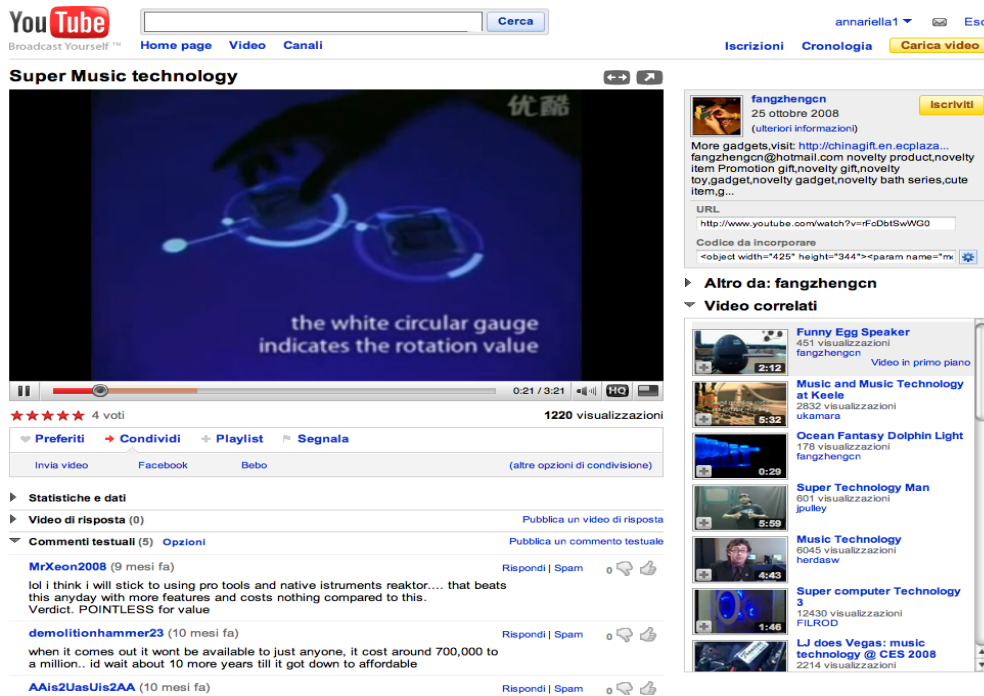 YouTube
Broadcast Yourself ™
Cerca
annariella1
Esc
Home page Video Canali
Iscrizioni Cronologia Carica video
Super Music technology
优酷
the white circular gauge
indicates the rotation value
0:21 / 3:21 HQ
4 voti 1220 visualizzazioni
Preferiti Condividi Playlist Segnala
Invia video Facebook Bebo (altre opzioni di condivisione)
Statistiche e dati
Video di risposta (0) Pubblica un video di risposta
Commenti testuali (5) Opzioni Pubblica un commento testuale
MrXeon2008 (9 mesi fa) Rispondi | Spam 0
lol i think i will stick to using pro tools and native istruments reaktor.... that beats
this anyday with more features and costs nothing compared to this.
Verdict. POINTLESS for value
demolitionhammer23 (10 mesi fa) Rispondi | Spam 0
when it comes out it wont be available to just anyone, it cost around 700,000 to
a million.. id wait about 10 more years till it got down to affordable
AAis2UasUis2AA (10 mesi fa) Rispondi | Spam 0
fangzhengcn
25 ottobre 2008
(ulteriori informazioni)
Iscriviti
More gadgets,visit: http://chinagift.en.ecplaza...
fangzhengcn@hotmail.com novelty product,novelty
item Promotion gift,novelty gift,novelty
toy,gadget,novelty gadget,novelty bath series,cute
item,g...
URL
http://www.youtube.com/watch?v=rFcDbtSwWG0
Codice da incorporare
<object width="425" height="344"><param name="m
Altro da: fangzhengcn
Video correlati
Funny Egg Speaker
451 visualizzazioni
fangzhengcn
Video in primo piano
2:12
Music and Music Technology
at Keele
2832 visualizzazioni
ukamara
5:32
Ocean Fantasy Dolphin Light
178 visualizzazioni
fangzhengcn
0:29
Super Technology Man
601 visualizzazioni
jpulley
5:59
Music Technology
6045 visualizzazioni
herdasw
4:43
Super computer Technology
3
12430 visualizzazioni
FILROD
1:46
LJ does Vegas: music
technology @ CES 2008
2214 visualizzazioni